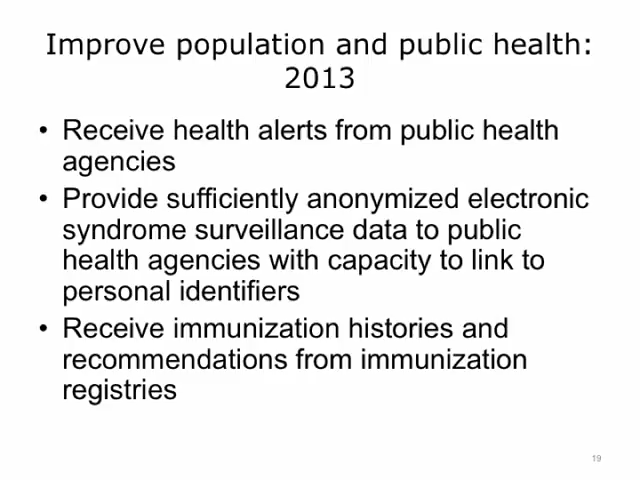 Improve population and public health:
2013
• Receive health alerts from public health
agencies
• Provide sufficiently anonymized electronic
syndrome surveillance data to public
health agencies with capacity to link to
personal identifiers
• Receive immunization histories and
recommendations from immunization
registries
19